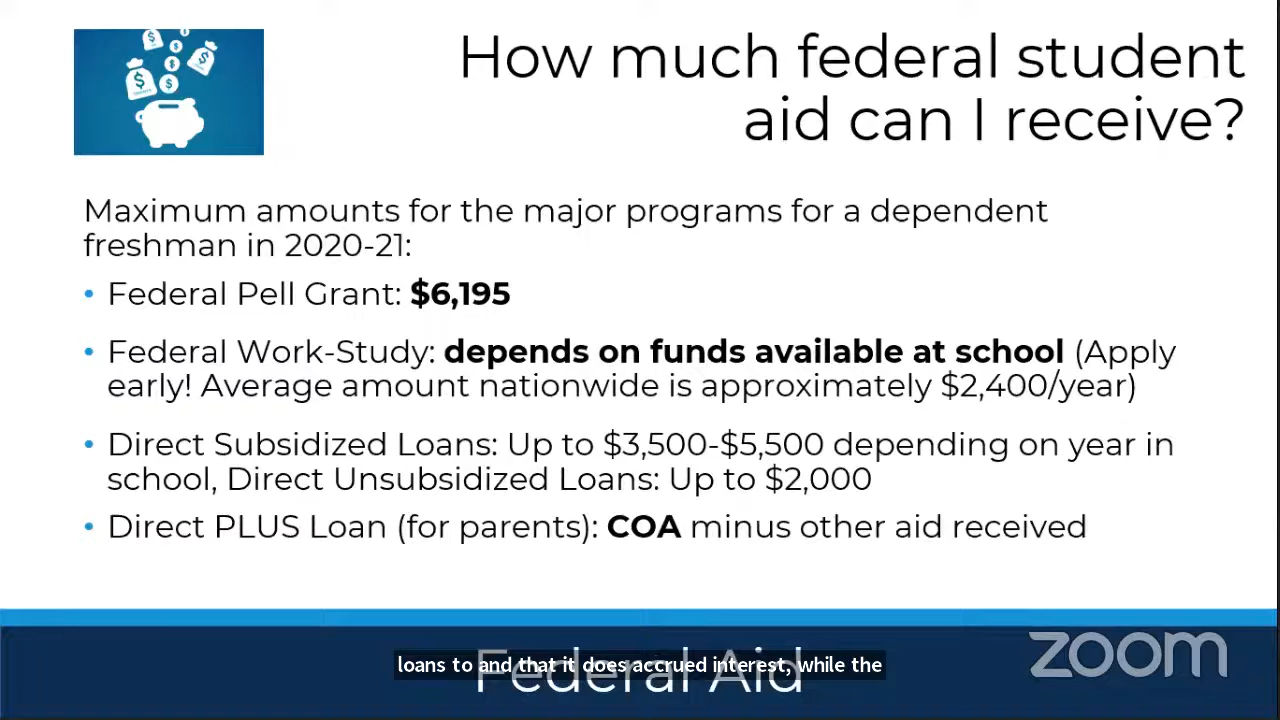 How much federal student
aid can I receive?
Maximum amounts for the major programs for a dependent
freshman in 2020-21:
• Federal Pell Grant: $6,195
• Federal Work-Study: depends on funds available at school (Apply
early! Average amount nationwide is approximately $2,400/year)
• Direct Subsidized Loans: Up to $3,500-$5,500 depending on year in
school, Direct Unsubsidized Loans: Up to $2,000
• Direct PLUS Loan (for parents): COA minus other aid received
loans to and that it does accrued interest, while the
Federal Aid
zoom